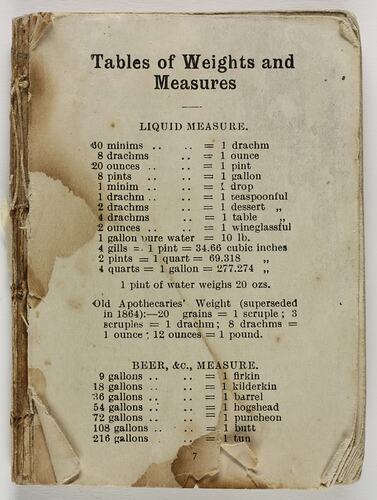 Tables of Weights and
Measures
LIQUID MEASURE.
60 minims .. .. = 1 drachm
8 drachms .. = 1 ounce
20 ounces .. .. = 1 pint
8 pints .. .. = 1 gallon
1 minim .. .. = 1 drop
1 drachm .. .. = 1 teaspoonful
2 drachms .. = 1 dessert „
4 drachms .. = 1 table „
2 ounces .. .. = 1 wineglassful
1 gallon pure water = 10 lb.
4 gills = 1 pint = 34.66 cubic inches
2 pints = 1 quart = 69.318 „
4 quarts = 1 gallon = 277.274 „
1 pint of water weighs 20 ozs.
Old Apothecaries' Weight (superseded
in 1864):—20 grains = 1 scruple; 3
scruples = 1 drachm; 8 drachms =
1 ounce; 12 ounces = 1 pound.
BEER, &c., MEASURE.
9 gallons .. .. = 1 firkin
18 gallons .. .. = 1 kilderkin
36 gallons .. .. = 1 barrel
54 gallons .. .. = 1 hogshead
72 gallons .. .. = 1 puncheon
108 gallons .. .. = 1 butt
216 gallons .. .. = 1 tun
7